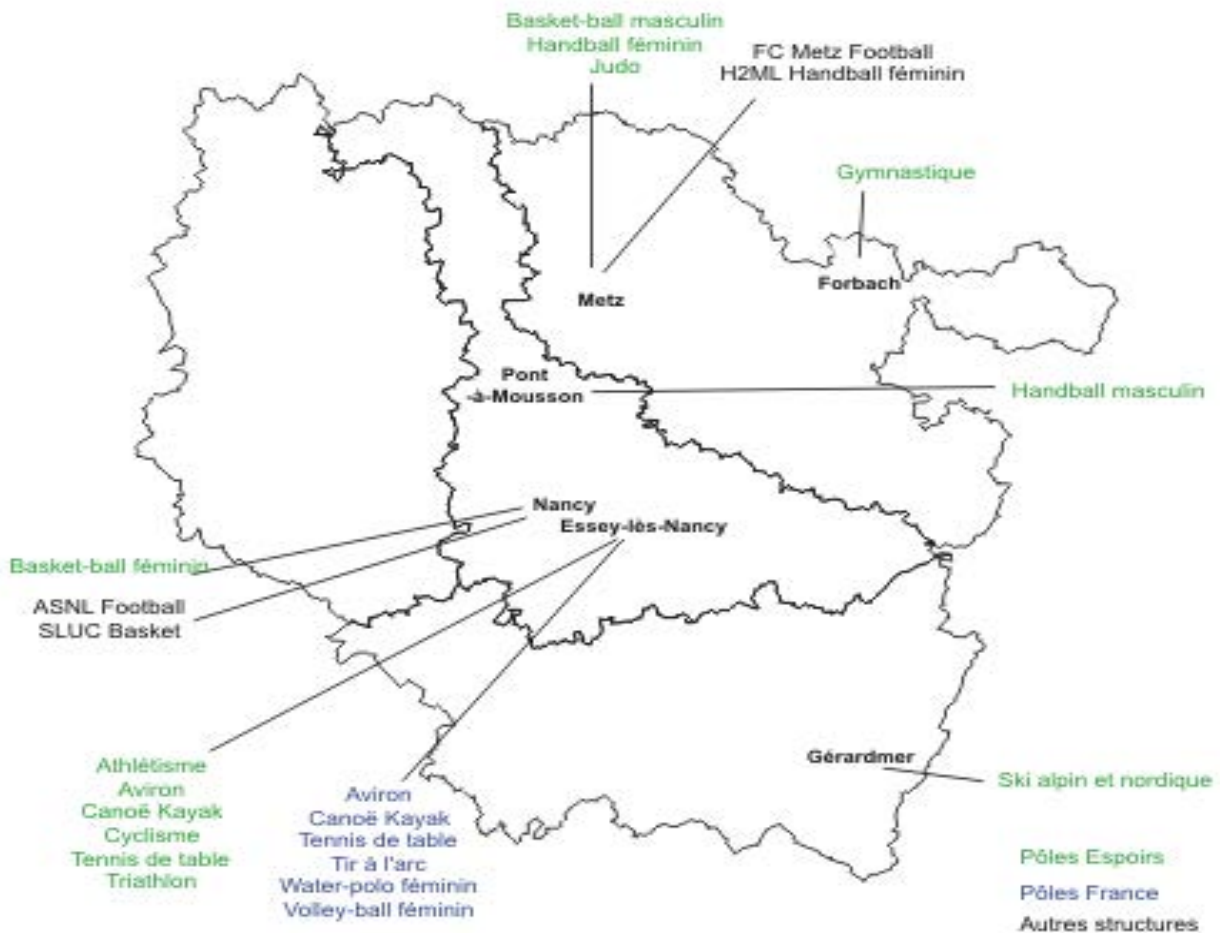 Basket-ball masculin
Handball féminin
Judo
FC Metz Football
H2ML Handball féminin
Gymnastique
Forbach
Metz
Pont
-à-Mousson
Handball masculin
Nancy
Essey-lès-Nancy
Basket-ball féminin
ASNL Football
SLUC Basket
Athlétisme
Aviron
Canoë Kayak
Cyclisme
Tennis de table
Triathlon
Aviron
Canoë Kayak
Tennis de table
Tir à l'arc
Water-polo féminin
Volley-ball féminin
Gérardmer
Ski alpin et nordique
Pôles Espoirs
Pôles France
Autres structures